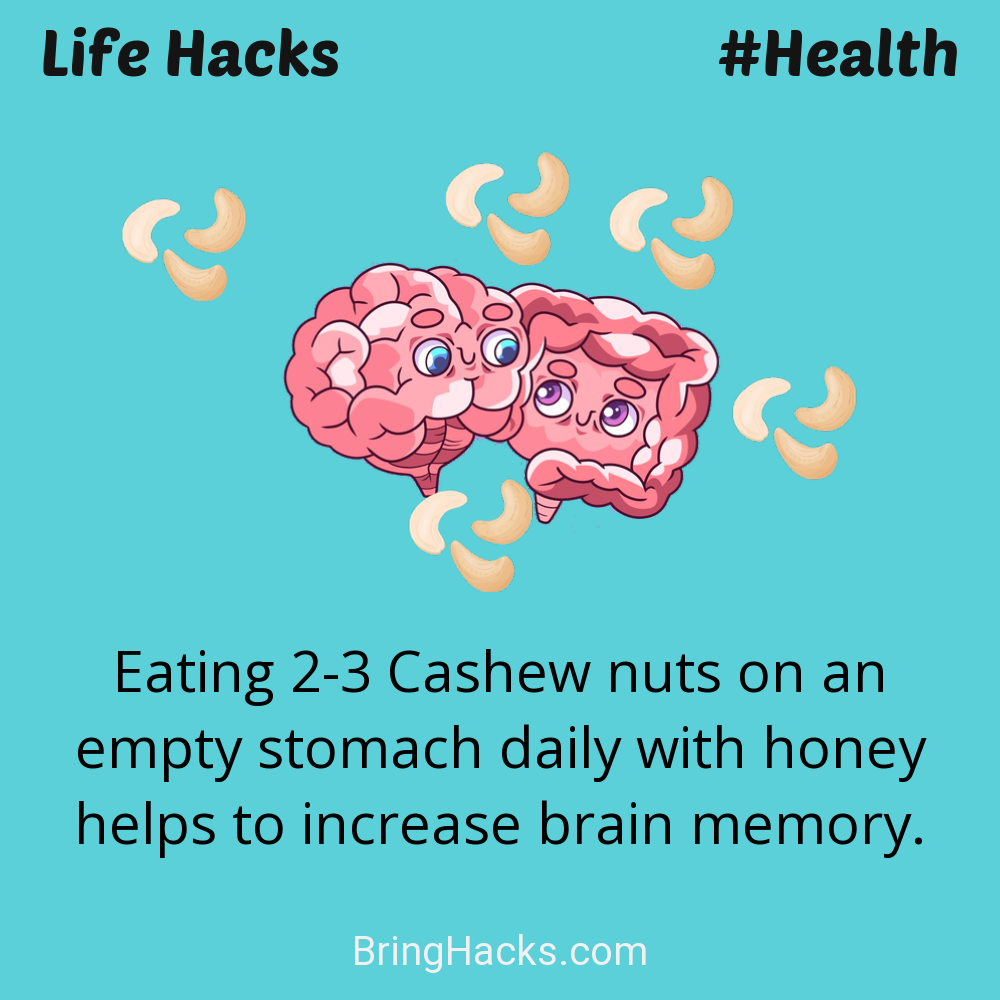 Life Hacks
#Health
Eating 2-3 Cashew nuts on an
empty stomach daily with honey
helps to increase brain memory.
BringHacks.com